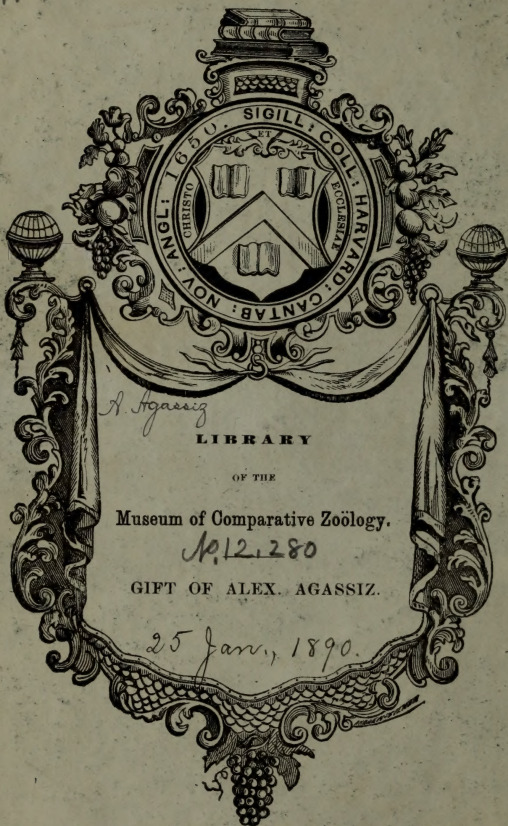 SIGILL: COLL: HARVARD: CANTAB: NOV: ANGL: 1650.
ET
CHRISTO
ECCLESIAE
A. Agassiz
LIBRARY
OF THE
Museum of Comparative Zoölogy.
No. 12,280
GIFT OF ALEX. AGASSIZ.
25 Jan., 1890.